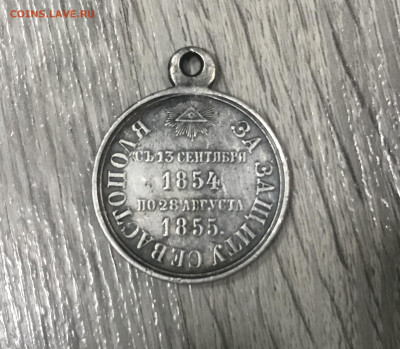 COINS.LAVE.RU
ЗА ЗАЩИТУ СЕВАСТОПОЛЯ
СЪ 13 СЕНТЯБРЯ
1854
ПО 28 АВГУСТА
1855.